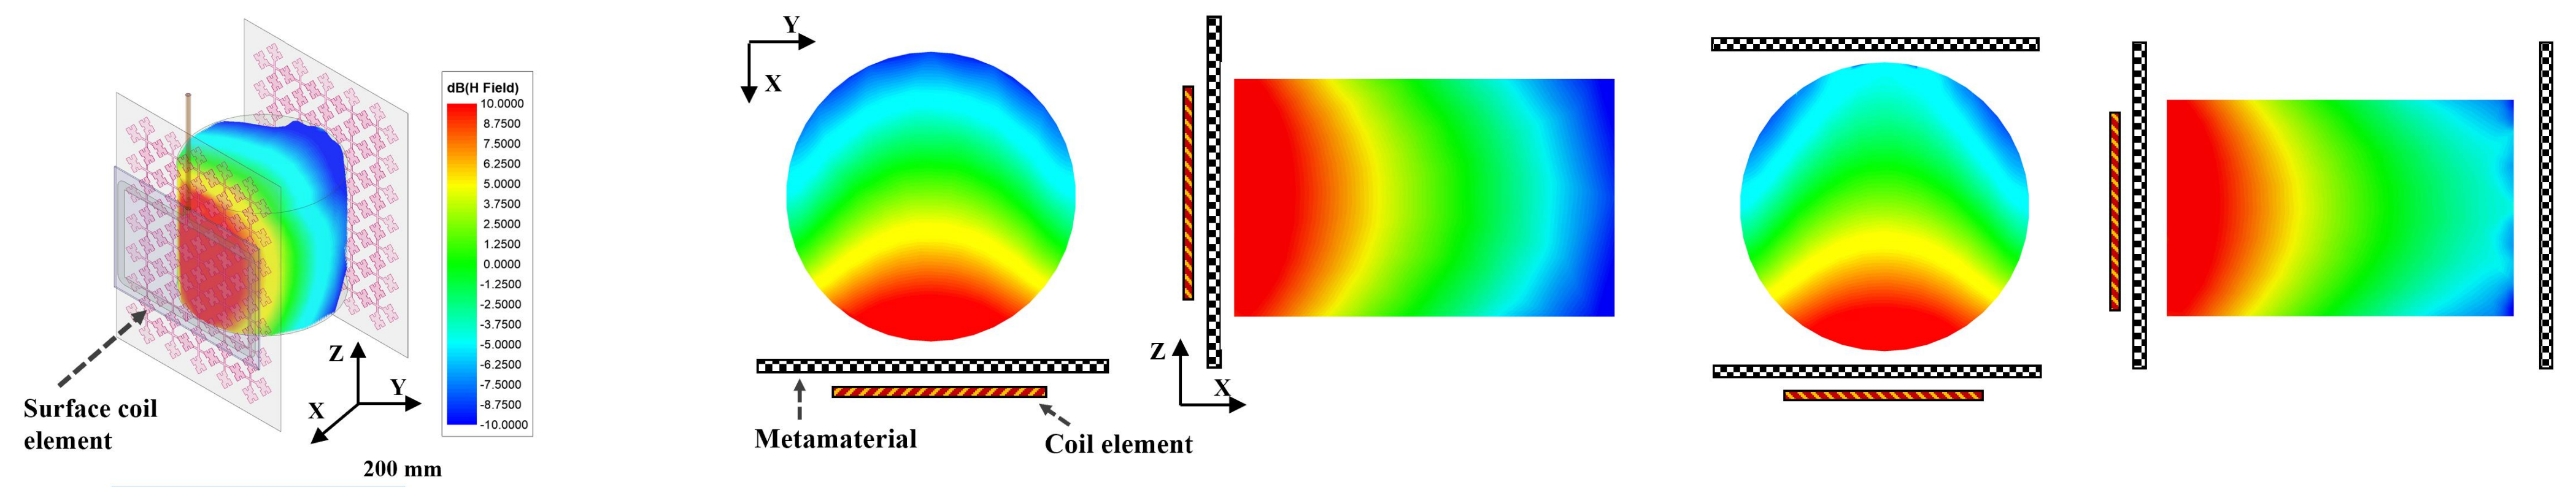 dB(H Field)
10.0000
8.7500
7.5000
6.2500
5.0000
3.7500
2.5000
1.2500
0.0000
-1.2500
-2.5000
-3.7500
-5.0000
-6.2500
-7.5000
-8.7500
-10.0000
Z
Y
X
Surface coil
element
200 mm
Y
X
Metamaterial
Coil element
Z
X